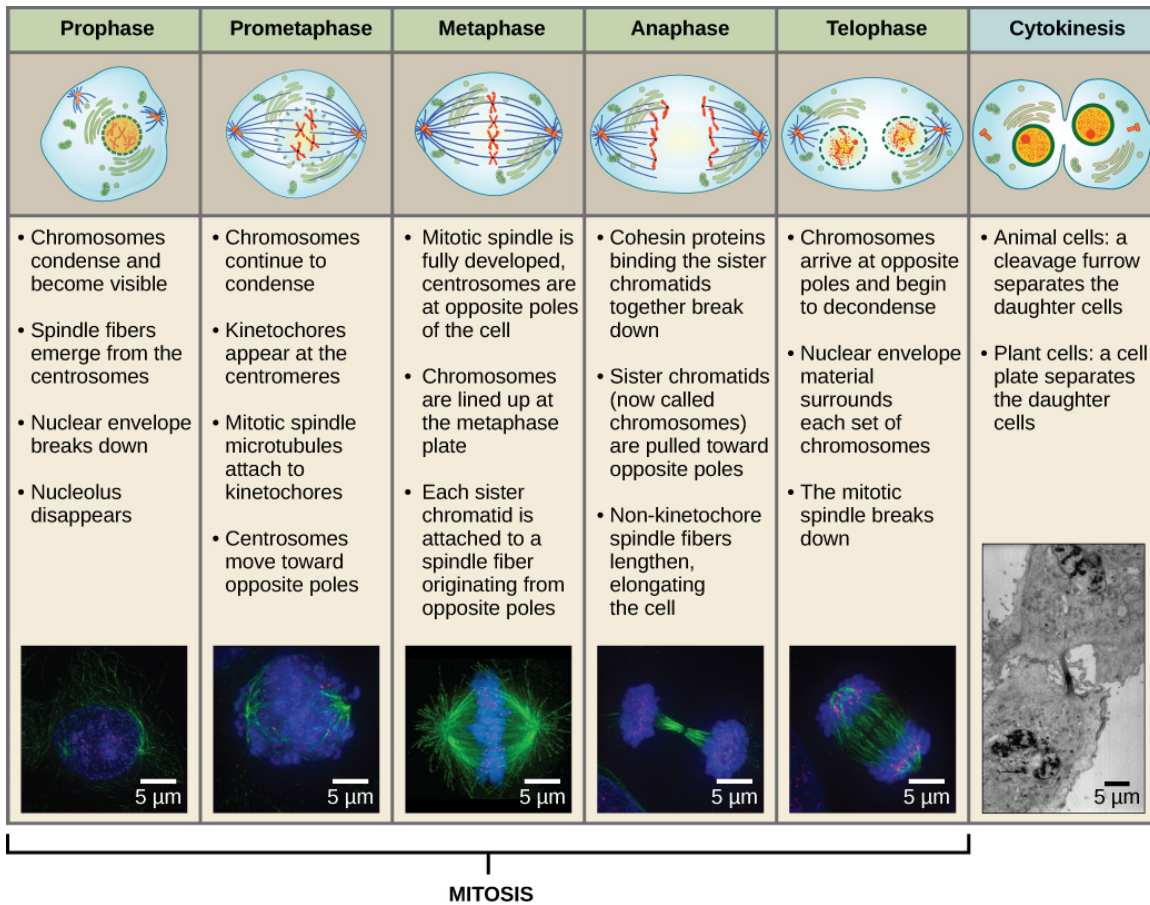 Prophase
Prometaphase
Metaphase
Anaphase
Telophase
Cytokinesis
• Chromosomes
condense and
become visible
• Spindle fibers
emerge from the
centrosomes
• Nuclear envelope
breaks down
• Nucleolus
disappears
• Chromosomes
continue to
condense
• Kinetochores
appear at the
centromeres
• Mitotic spindle
microtubules
attach to
kinetochores
• Centrosomes
move toward
opposite poles
• Mitotic spindle is
fully developed,
centrosomes are
at opposite poles
of the cell
• Chromosomes
are lined up at
the metaphase
plate
• Each sister
chromatid is
attached to a
spindle fiber
originating from
opposite poles
• Cohesin proteins
binding the sister
chromatids
together break
down
• Sister chromatids
(now called
chromosomes)
are pulled toward
opposite poles
• Non-kinetochore
spindle fibers
lengthen,
elongating
the cell
• Chromosomes
arrive at opposite
poles and begin
to decondense
• Nuclear envelope
material
surrounds
each set of
chromosomes
• The mitotic
spindle breaks
down
• Animal cells: a
cleavage furrow
separates the
daughter cells
• Plant cells: a cell
plate separates
the daughter
cells
5 µm
5 µm
5 µm
5 µm
5 µm
5 µm
MITOSIS